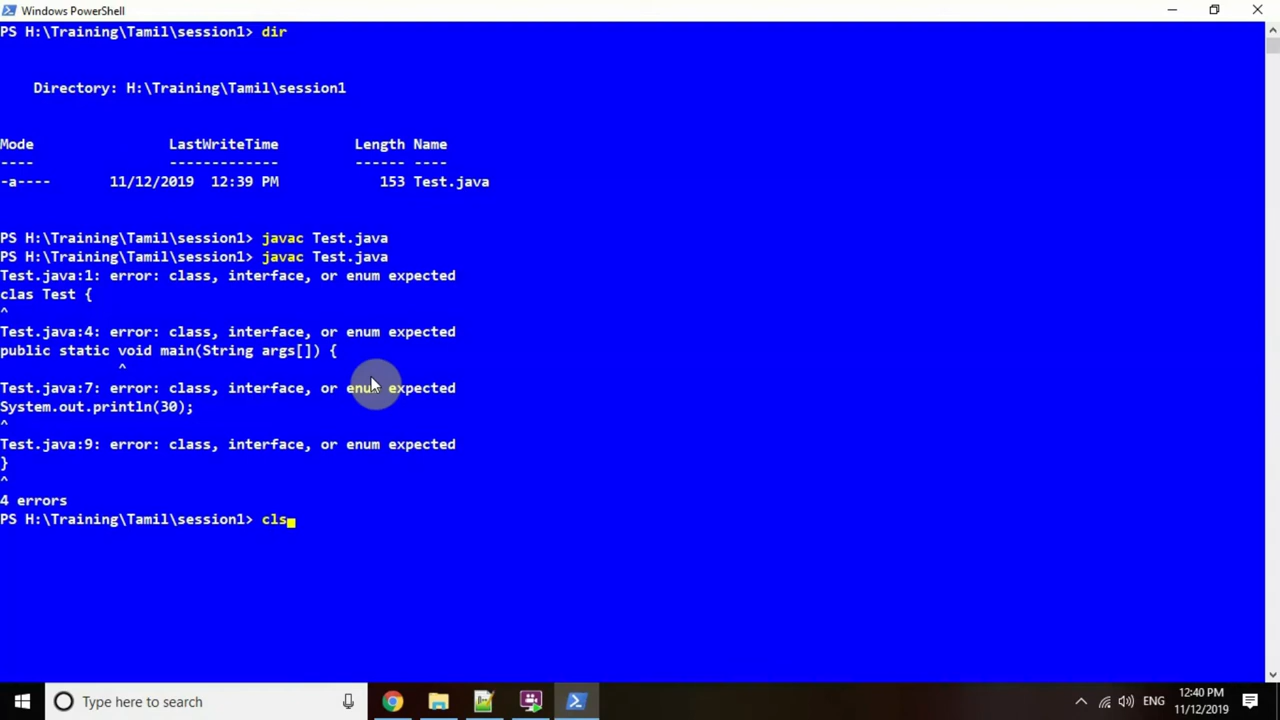 Windows PowerShell
PS H:\Training\Tamil\session1> dir
Directory: H:\Training\Tamil\session1
Mode LastWriteTime Length Name
---- ------------- ------ ----
-a---- 11/12/2019 12:39 PM 153 Test.java
PS H:\Training\Tamil\session1> javac Test.java
PS H:\Training\Tamil\session1> javac Test.java
Test.java:1: error: class, interface, or enum expected
clas Test {
^
Test.java:4: error: class, interface, or enum expected
public static void main(String args[]) {
^
Test.java:7: error: class, interface, or enum expected
System.out.println(30);
^
Test.java:9: error: class, interface, or enum expected
}
^
4 errors
PS H:\Training\Tamil\session1> cls
Type here to search
ENG
12:40 PM
11/12/2019